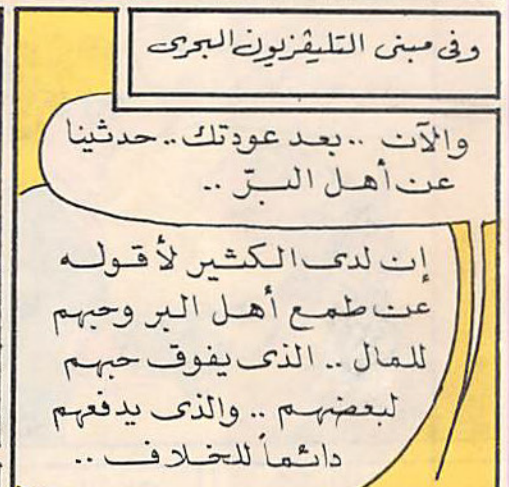 وفى مبنى التليفزيون البحرى
والآن .. بعد عودتك .. حدثينا
عن أهل البرّ ..
إن لدى الكثير لأقوله
عن طمع أهل البر وحبهم
للمال .. الذى يفوق حبهم
لبعضهم .. والذى يدفعهم
دائماً للخلاف ..